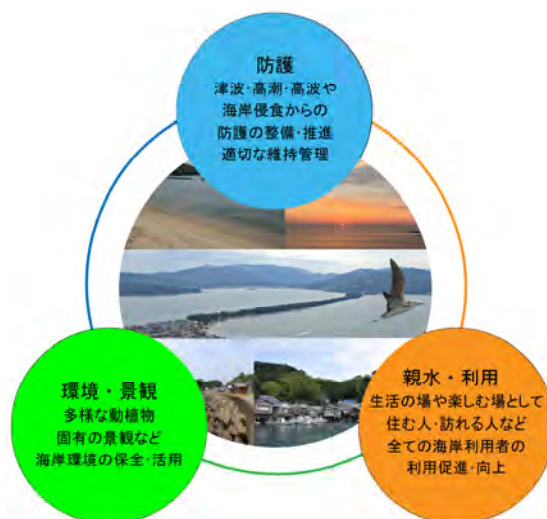 防護
津波・高潮・高波や
海岸侵食からの
防護の整備・推進
適切な維持管理
環境・景観
多様な動植物
固有の景観など
海岸環境の保全・活用
親水・利用
生活の場や楽しむ場として
住む人・訪れる人など
全ての海岸利用者の
利用促進・向上